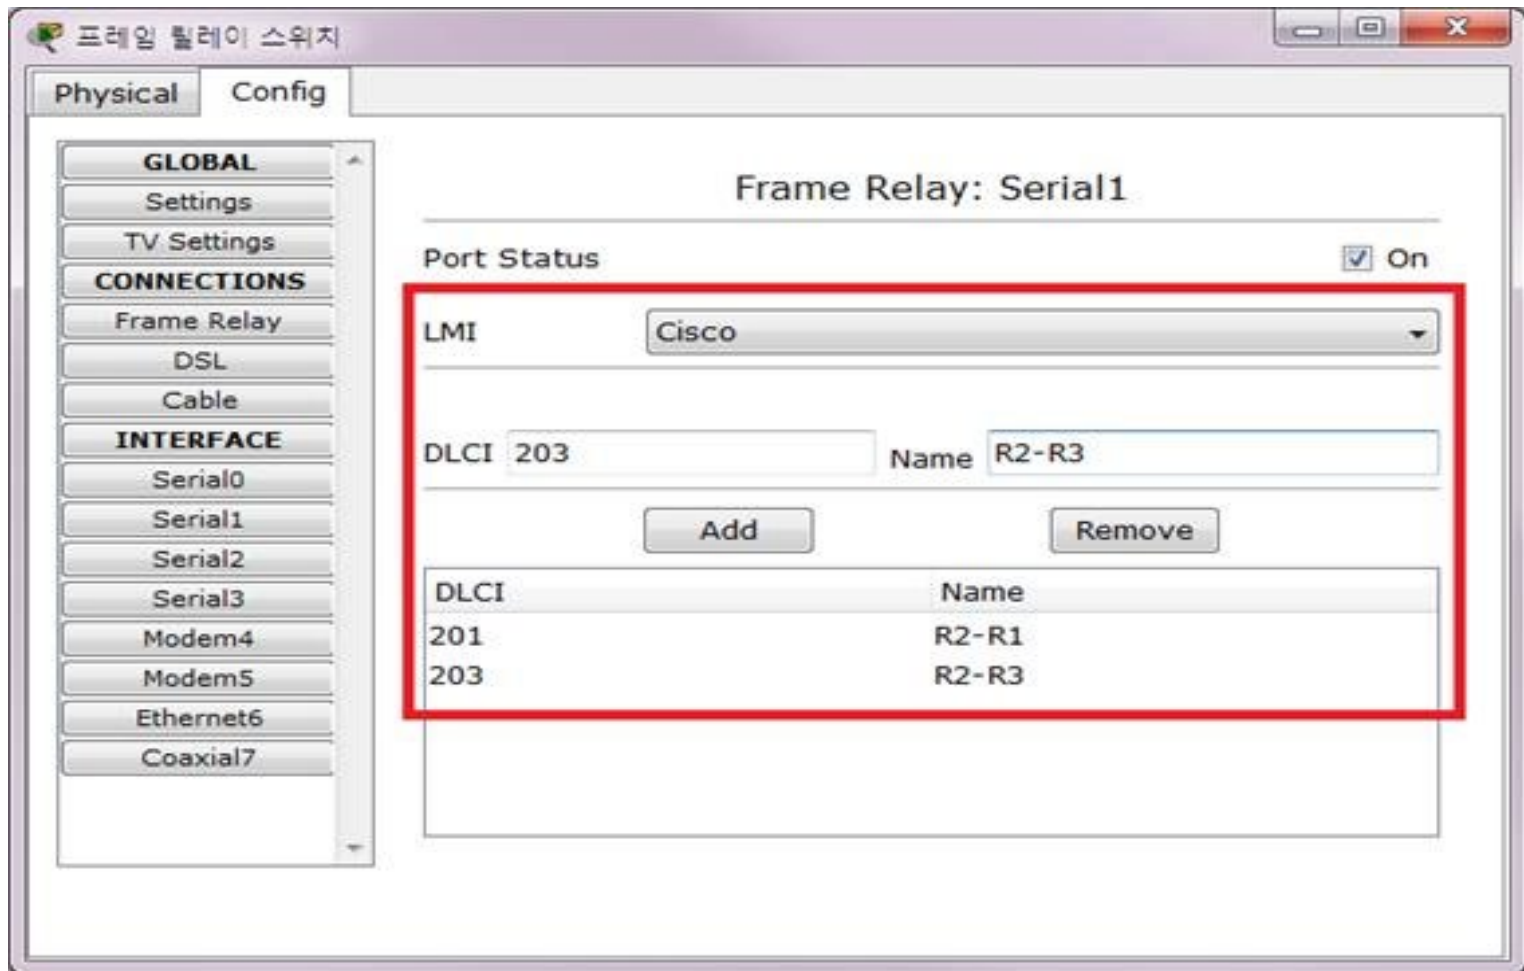 프레임 릴레이 스위치
Physical
Config
GLOBAL
Settings
TV Settings
CONNECTIONS
Frame Relay
DSL
Cable
INTERFACE
Serial0
Serial1
Serial2
Serial3
Modem4
Modem5
Ethernet6
Coaxial7
Frame Relay: Serial1
Port Status
On
LMI
Cisco
DLCI 203
Name R2-R3
Add
Remove
DLCI Name
201 R2-R1
203 R2-R3